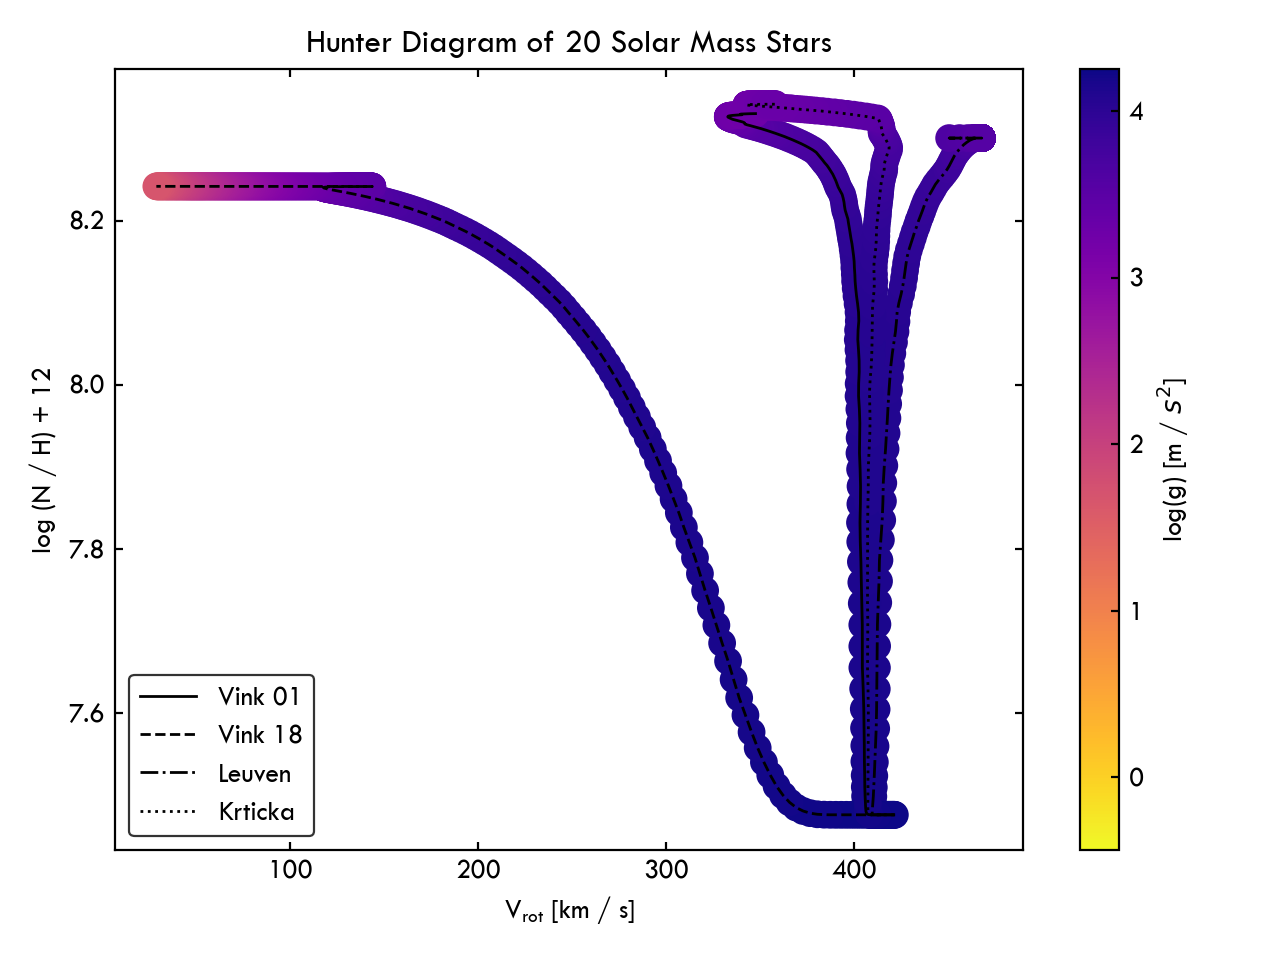 Hunter Diagram of 20 Solar Mass Stars
log (N / H) + 12
8.2
8.0
7.8
7.6
Vink 01
Vink 18
Leuven
Krticka
100 200 300 400
V_rot [km / s]
4
3
2
1
0
log(g) [m / s²]